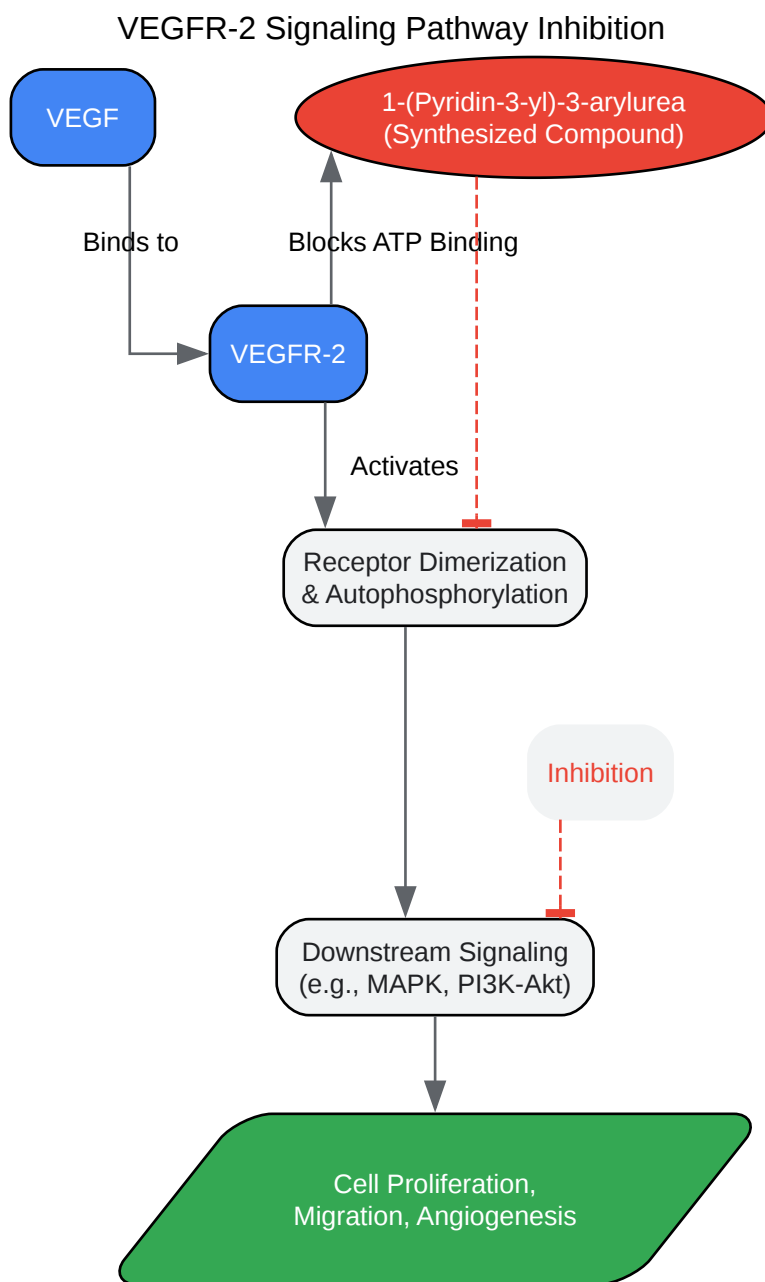 VEGFR-2 Signaling Pathway Inhibition
VEGF
1-(Pyridin-3-yl)-3-arylurea
(Synthesized Compound)
Binds to
Blocks ATP Binding
VEGFR-2
Activates
Receptor Dimerization
& Autophosphorylation
Inhibition
Downstream Signaling
(e.g., MAPK, PI3K-Akt)
Cell Proliferation,
Migration, Angiogenesis